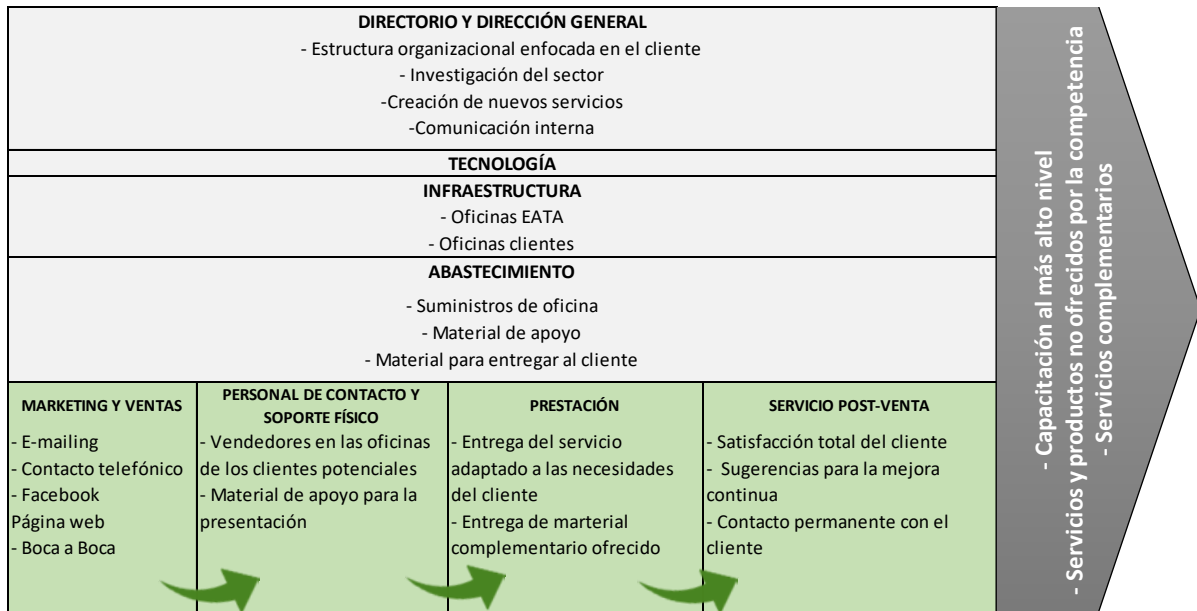 DIRECTORIO Y DIRECCIÓN GENERAL
- Estructura organizacional enfocada en el cliente
- Investigación del sector
-Creación de nuevos servicios
-Comunicación interna
TECNOLOGÍA
INFRAESTRUCTURA
- Oficinas EATA
- Oficinas clientes
ABASTECIMIENTO
- Suministros de oficina
- Material de apoyo
- Material para entregar al cliente
MARKETING Y VENTAS
- E-mailing
- Contacto telefónico
- Facebook
Página web
- Boca a Boca
PERSONAL DE CONTACTO Y
SOPORTE FÍSICO
- Vendedores en las oficinas
de los clientes potenciales
- Material de apoyo para la
presentación
PRESTACIÓN
- Entrega del servicio
adaptado a las necesidades
del cliente
- Entrega de marterial
complementario ofrecido
SERVICIO POST-VENTA
- Satisfacción total del cliente
- Sugerencias para la mejora
continua
- Contacto permanente con el
cliente
- Capacitación al más alto nivel
- Servicios y productos no ofrecidos por la competencia
- Servicios complementarios